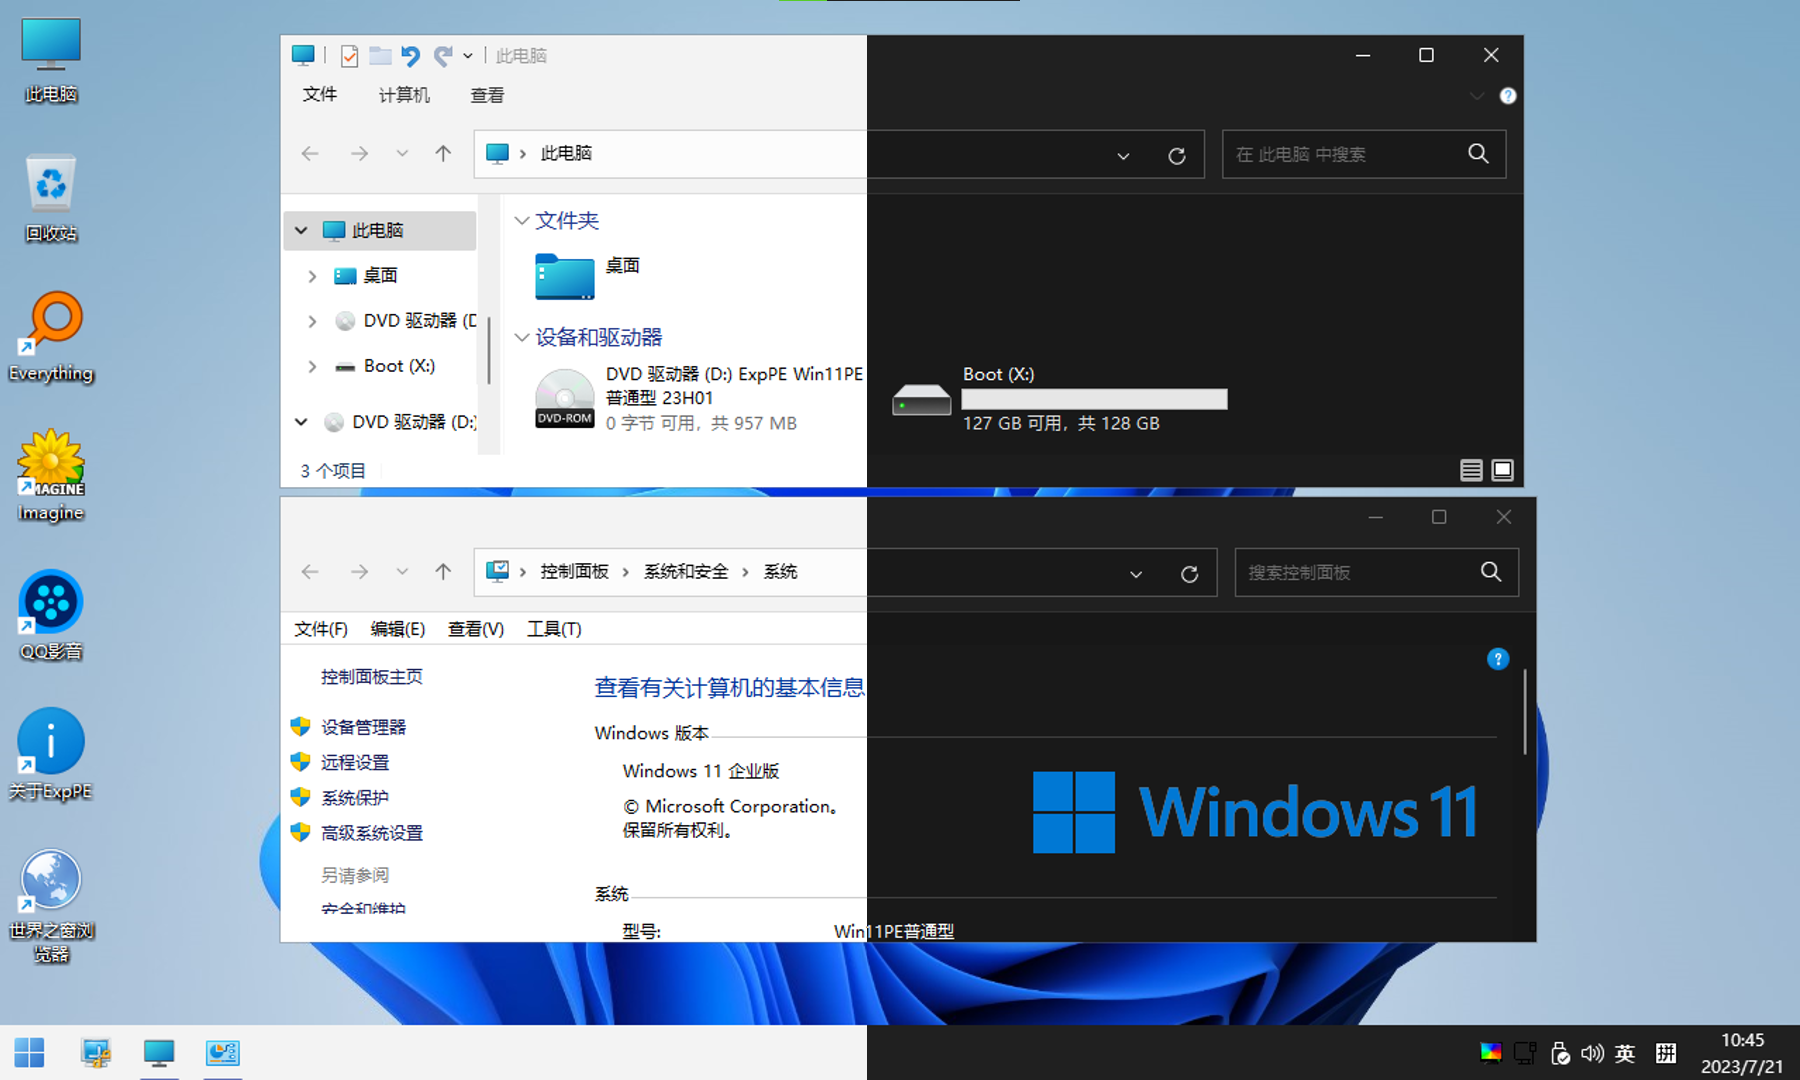 此电脑
回收站
Everything
IMAGINE
Imagine
QQ影音
关于ExpPE
世界之窗浏
览器
此电脑
文件 计算机 查看
此电脑
在 此电脑 中搜索
此电脑
桌面
DVD 驱动器 (D
Boot (X:)
DVD 驱动器 (D:)
文件夹
桌面
设备和驱动器
DVD 驱动器 (D:) ExpPE Win11PE
普通型 23H01
0 字节 可用，共 957 MB
DVD-ROM
Boot (X:)
127 GB 可用，共 128 GB
3 个项目
控制面板 系统和安全 系统
搜索控制面板
文件(F) 编辑(E) 查看(V) 工具(T)
控制面板主页
设备管理器
远程设置
系统保护
高级系统设置
另请参阅
安全和维护
查看有关计算机的基本信息
Windows 版本
Windows 11 企业版
© Microsoft Corporation。
保留所有权利。
Windows 11
系统
型号: Win11PE普通型
英 拼
10:45
2023/7/21